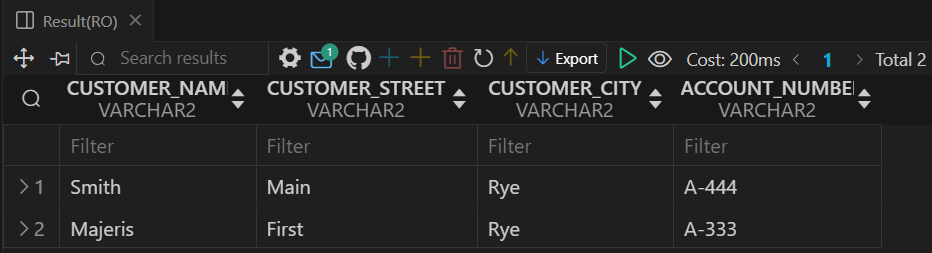 Result(RO)
Search results 1 Export Cost: 200ms 1 Total 2
CUSTOMER_NAM CUSTOMER_STREET CUSTOMER_CITY ACCOUNT_NUMBE
VARCHAR2 VARCHAR2 VARCHAR2 VARCHAR2
Filter Filter Filter Filter
1 Smith Main Rye A-444
2 Majeris First Rye A-333